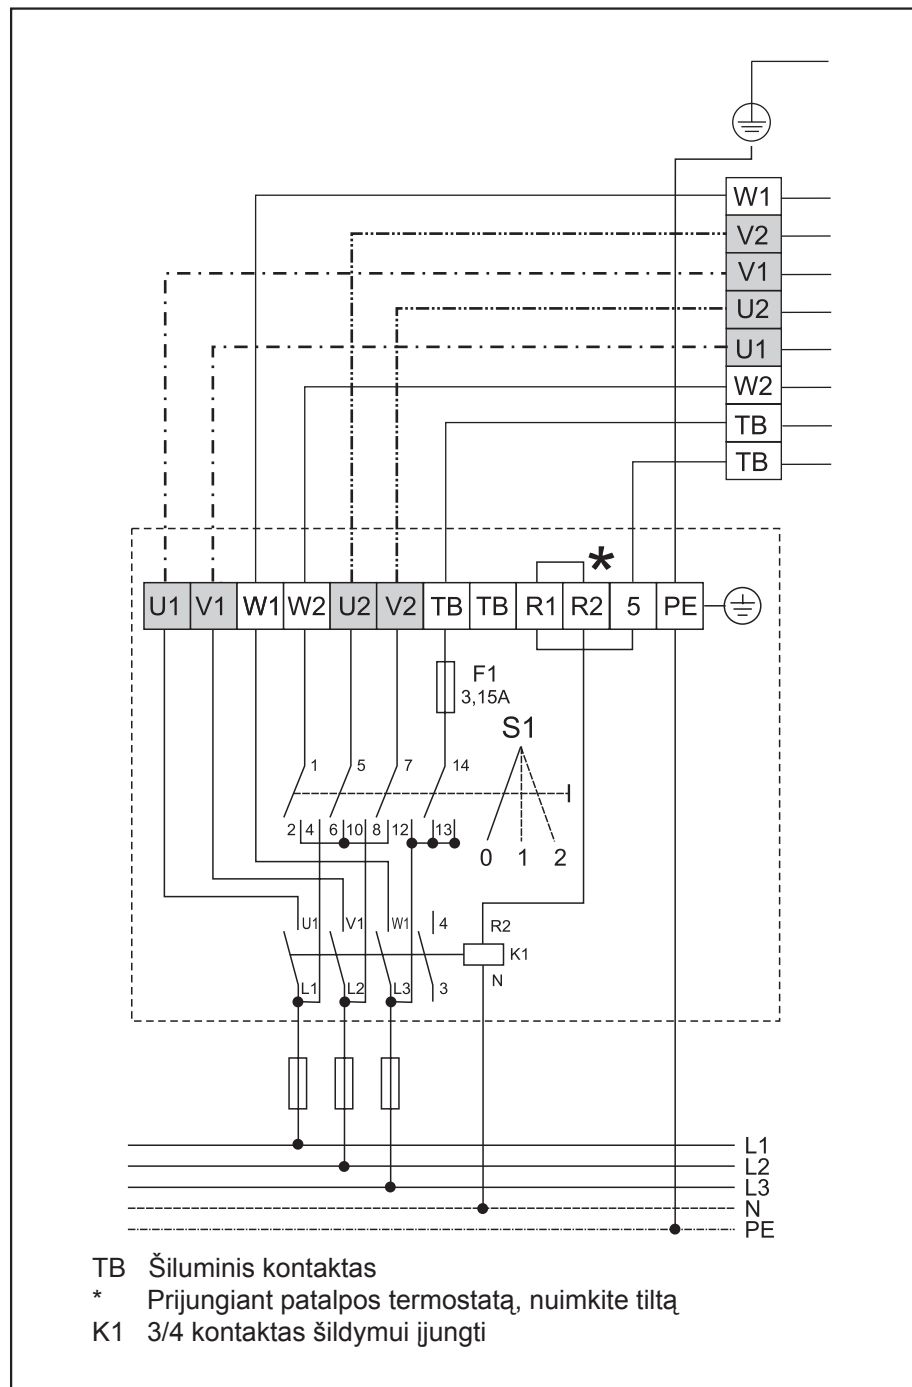 W1
V2
V1
U2
U1
W2
TB
TB
*
U1 V1 W1 W2 U2 V2 TB TB R1 R2 5 PE
F1
3,15A
S1
1 5 7 14
2 4 6 10 8 12 13
0 1 2
U1 V1 W1 4 R2
K1
N
L1 L2 L3 3
L1
L2
L3
N
PE
TB Šiluminis kontaktas
* Prijungiant patalpos termostatą, nuimkite tiltą
K1 3/4 kontaktas šildymui įjungti